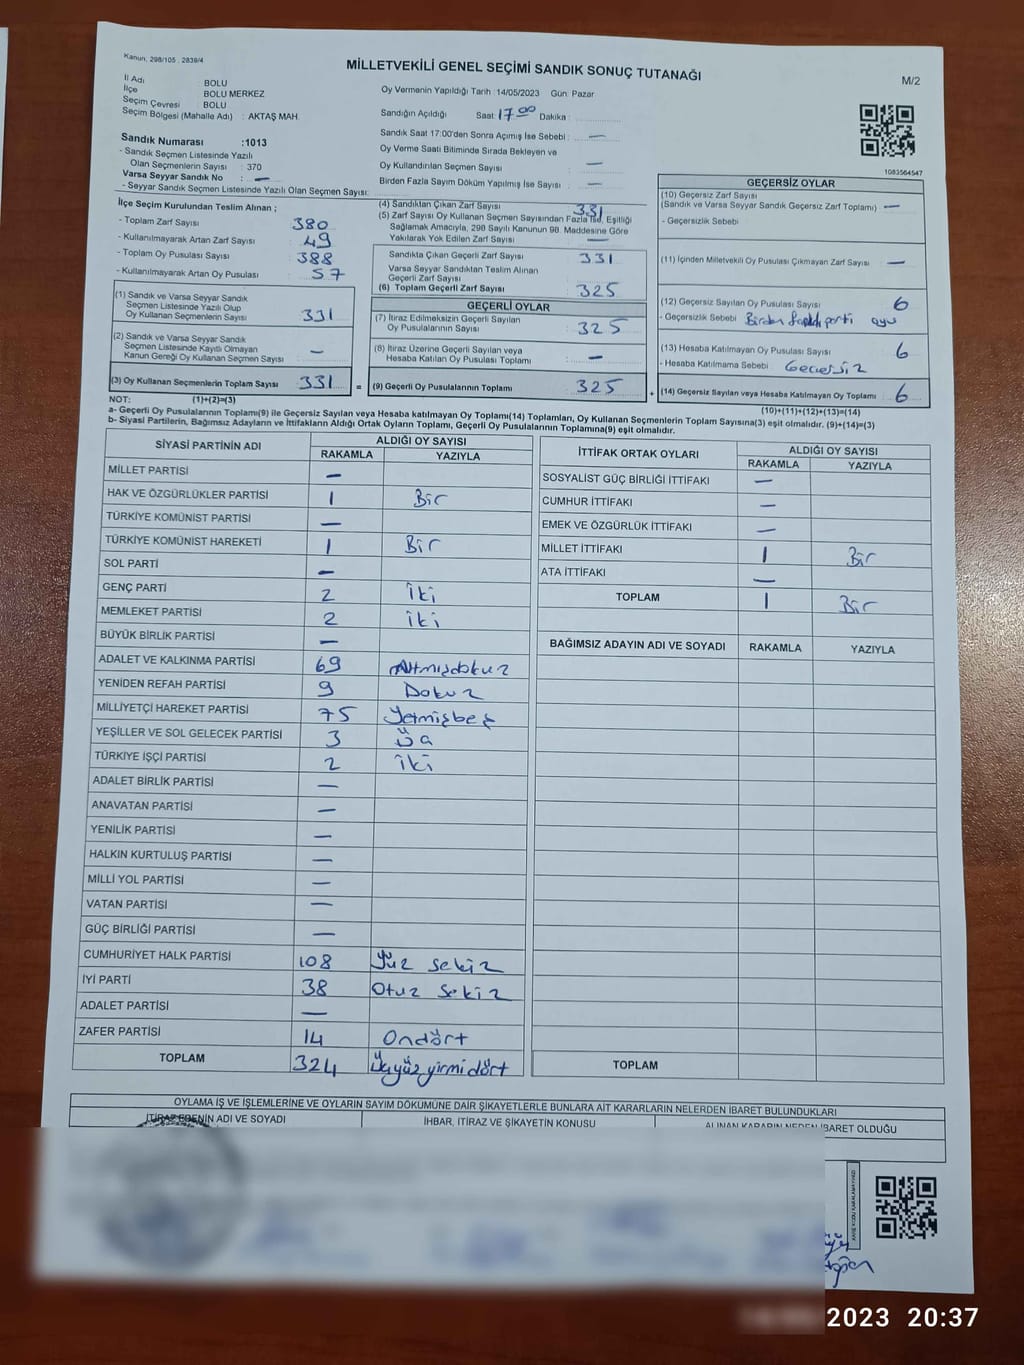 Kanun, 298/105 , 2839/4
MİLLETVEKİLİ GENEL SEÇİMİ SANDIK SONUÇ TUTANAĞI
M/2
İl Adı BOLU
İlçe BOLU MERKEZ
Seçim Çevresi BOLU
Seçim Bölgesi (Mahalle Adı) : AKTAŞ MAH.
Oy Vermenin Yapıldığı Tarih : 14/05/2023 Gün: Pazar
Sandığın Açıldığı Saat: 17 00 Dakika :
Sandık Saat 17:00'den Sonra Açımış İse Sebebi : —
Oy Verme Saati Bitiminde Sırada Bekleyen ve
Oy Kullandırılan Seçmen Sayısı —
Birden Fazla Sayım Döküm Yapılmış İse Sayısı : —
1083564547
Sandık Numarası :1013
- Sandık Seçmen Listesinde Yazılı
Olan Seçmenlerin Sayısı : 370
Varsa Seyyar Sandık No : —
- Seyyar Sandık Seçmen Listesinde Yazılı Olan Seçmen Sayısı:
İlçe Seçim Kurulundan Teslim Alınan ;
- Toplam Zarf Sayısı 380
- Kullanılmayarak Artan Zarf Sayısı 49
- Toplam Oy Pusulası Sayısı : 388
- Kullanılmayarak Artan Oy Pusulası 57
(1) Sandık ve Varsa Seyyar Sandık
Seçmen Listesinde Yazılı Olup
Oy Kullanan Seçmenlerin Sayısı : 331
(2) Sandık ve Varsa Seyyar Sandık
Seçmen Listesinde Kayıtlı Olmayan
Kanun Gereği Oy Kullanan Seçmen Sayısı : —
(3) Oy Kullanan Seçmenlerin Toplam Sayısı 331 =
(4) Sandıktan Çıkan Zarf Sayısı 331
(5) Zarf Sayısı Oy Kullanan Seçmen Sayısından Fazla İse, Eşitliği
Sağlamak Amacıyla, 298 Sayılı Kanunun 98. Maddesine Göre
Yakılarak Yok Edilen Zarf Sayısı —
Sandıkta Çıkan Geçerli Zarf Sayısı : 331
Varsa Seyyar Sandıktan Teslim Alınan
Geçerli Zarf Sayısı
(6) Toplam Geçerli Zarf Sayısı : 325
GEÇERLİ OYLAR
(7) İtiraz Edilmeksizin Geçerli Sayılan
Oy Pusulalarının Sayısı : 325
(8) İtiraz Üzerine Geçerli Sayılan veya
Hesaba Katılan Oy Pusulası Toplamı : —
(9) Geçerli Oy Pusulalarının Toplamı : 325 +
GEÇERSİZ OYLAR
(10) Geçersiz Zarf Sayısı
(Sandık ve Varsa Seyyar Sandık Geçersiz Zarf Toplamı) —
- Geçersizlik Sebebi
(11) İçinden Milletvekili Oy Pusulası Çıkmayan Zarf Sayısı : —
(12) Geçersiz Sayılan Oy Pusulası Sayısı : 6
- Geçersizlik Sebebi Birden fazla parti
(13) Hesaba Katılmayan Oy Pusulası Sayısı 6
- Hesaba Katılmama Sebebi : Geçersiz
(14) Geçersiz Sayılan veya Hesaba Katılmayan Oy Toplamı : 6
NOT: (1)+(2)=(3)
(10)+(11)+(12)+(13)=(14)
a- Geçerli Oy Pusulalarının Toplamı(9) ile Geçersiz Sayılan veya Hesaba katılmayan Oy Toplamı(14) Toplamları, Oy Kullanan Seçmenlerin Toplam Sayısına(3) eşit olmalıdır. (9)+(14)=(3)
b- Siyasi Partilerin, Bağımsız Adayların ve İttifakların Aldığı Ortak Oyların Toplamı, Geçerli Oy Pusulalarının Toplamına(9) eşit olmalıdır.
SİYASİ PARTİNİN ADI ALDIĞI OY SAYISI
RAKAMLA YAZIYLA
MİLLET PARTİSİ —
HAK VE ÖZGÜRLÜKLER PARTİSİ 1 Bir
TÜRKİYE KOMÜNİST PARTİSİ —
TÜRKİYE KOMÜNİST HAREKETİ 1 Bir
SOL PARTİ —
GENÇ PARTİ 2 İki
MEMLEKET PARTİSİ 2 İki
BÜYÜK BİRLİK PARTİSİ —
ADALET VE KALKINMA PARTİSİ 69 Altmışdokuz
YENİDEN REFAH PARTİSİ 9 Dokuz
MİLLİYETÇİ HAREKET PARTİSİ 75 Yetmişbeş
YEŞİLLER VE SOL GELECEK PARTİSİ 3 Üç
TÜRKİYE İŞÇİ PARTİSİ 2 İki
ADALET BİRLİK PARTİSİ —
ANAVATAN PARTİSİ —
YENİLİK PARTİSİ —
HALKIN KURTULUŞ PARTİSİ —
MİLLİ YOL PARTİSİ —
VATAN PARTİSİ —
GÜÇ BİRLİĞİ PARTİSİ —
CUMHURİYET HALK PARTİSİ 108 Yüz sekiz
İYİ PARTİ 38 Otuz sekiz
ADALET PARTİSİ —
ZAFER PARTİSİ 14 Ondört
TOPLAM 324 Üçyüzyirmidört
İTTİFAK ORTAK OYLARI ALDIĞI OY SAYISI
RAKAMLA YAZIYLA
SOSYALİST GÜÇ BİRLİĞİ İTTİFAKI —
CUMHUR İTTİFAKI —
EMEK VE ÖZGÜRLÜK İTTİFAKI —
MİLLET İTTİFAKI 1 Bir
ATA İTTİFAKI —
TOPLAM 1 Bir
BAĞIMSIZ ADAYIN ADI VE SOYADI RAKAMLA YAZIYLA
TOPLAM
OYLAMA İŞ VE İŞLEMLERİNE VE OYLARIN SAYIM DÖKÜMÜNE DAİR ŞİKAYETLERLE BUNLARA AİT KARARLARIN NELERDEN İBARET BULUNDUKLARI
İTİRAZ EDENİN ADI VE SOYADI İHBAR, İTİRAZ VE ŞİKAYETİN KONUSU ALINAN KARARIN NEDEN İBARET OLDUĞU
2023 20:37